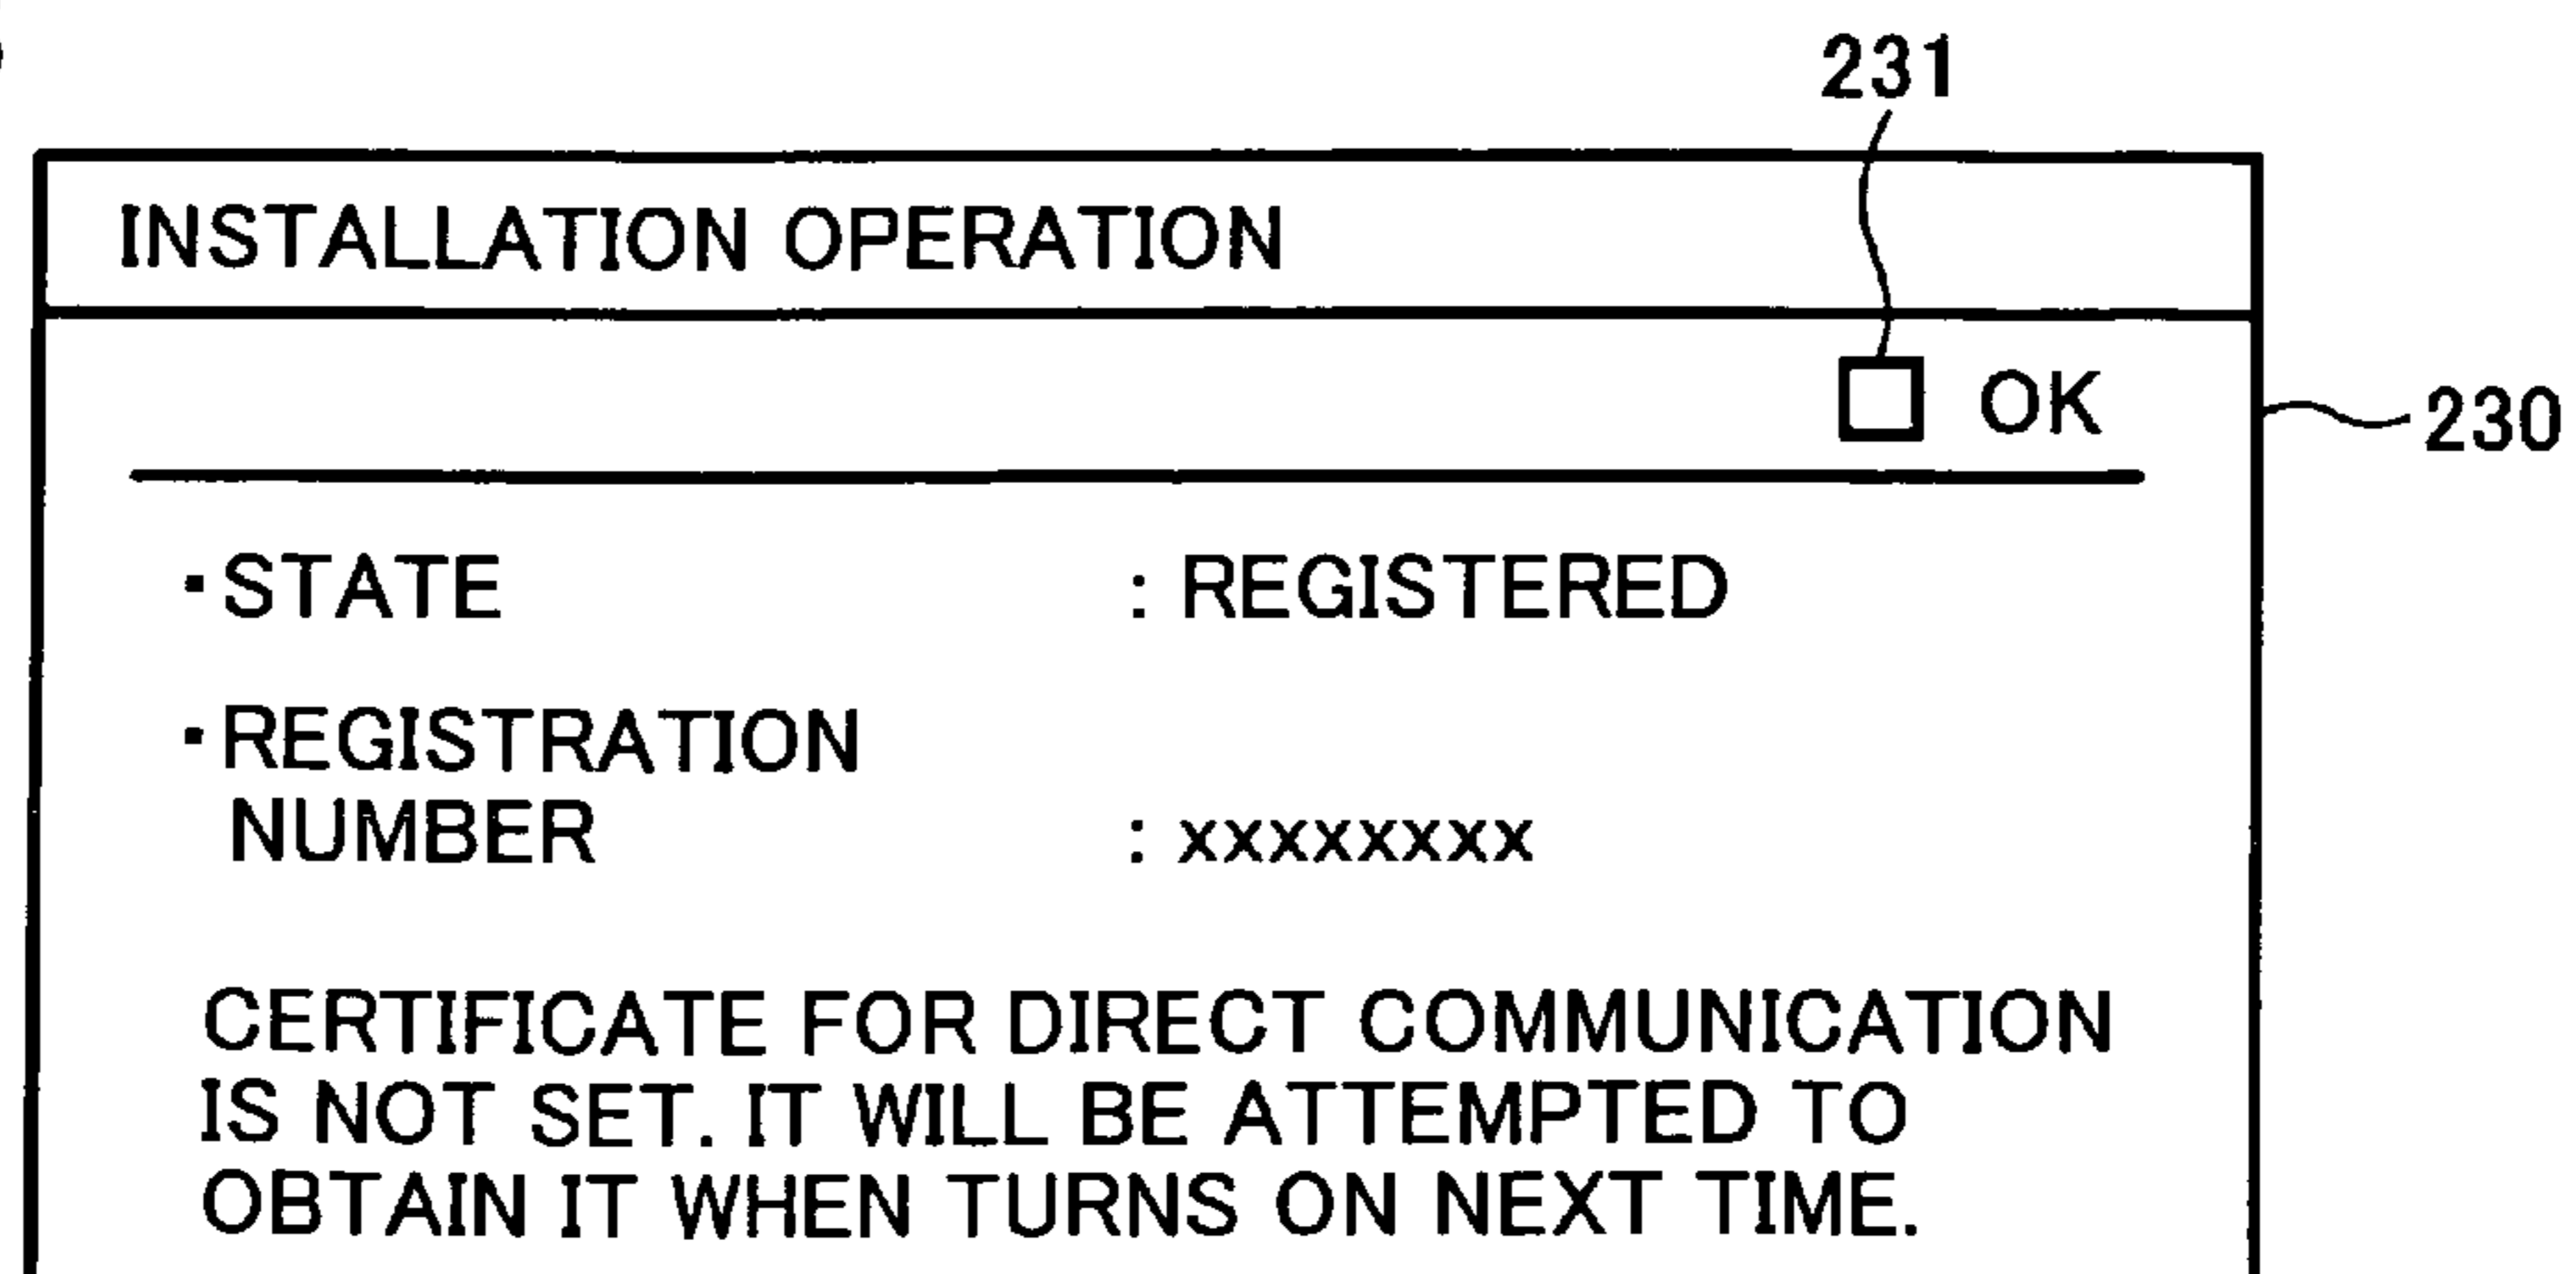 231
INSTALLATION OPERATION
OK
230
・STATE : REGISTERED
・REGISTRATION
NUMBER : xxxxxxxx
CERTIFICATE FOR DIRECT COMMUNICATION
IS NOT SET. IT WILL BE ATTEMPTED TO
OBTAIN IT WHEN TURNS ON NEXT TIME.